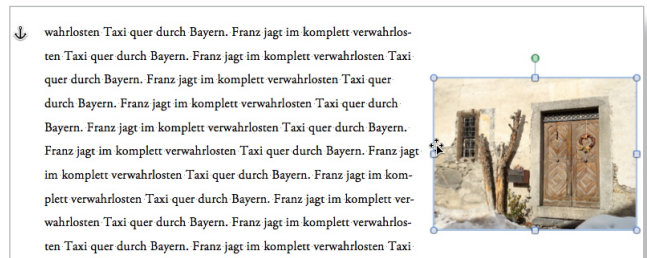 wahrlosten Taxi quer durch Bayern. Franz jagt im komplett verwahrlos-
ten Taxi quer durch Bayern. Franz jagt im komplett verwahrlosten Taxi
quer durch Bayern. Franz jagt im komplett verwahrlosten Taxi quer
durch Bayern. Franz jagt im komplett verwahrlosten Taxi quer durch
Bayern. Franz jagt im komplett verwahrlosten Taxi quer durch Bayern.
Franz jagt im komplett verwahrlosten Taxi quer durch Bayern. Franz jagt
im komplett verwahrlosten Taxi quer durch Bayern. Franz jagt im kom-
plett verwahrlosten Taxi quer durch Bayern. Franz jagt im komplett ver-
wahrlosten Taxi quer durch Bayern. Franz jagt im komplett verwahrlos-
ten Taxi quer durch Bayern. Franz jagt im komplett verwahrlosten Taxi